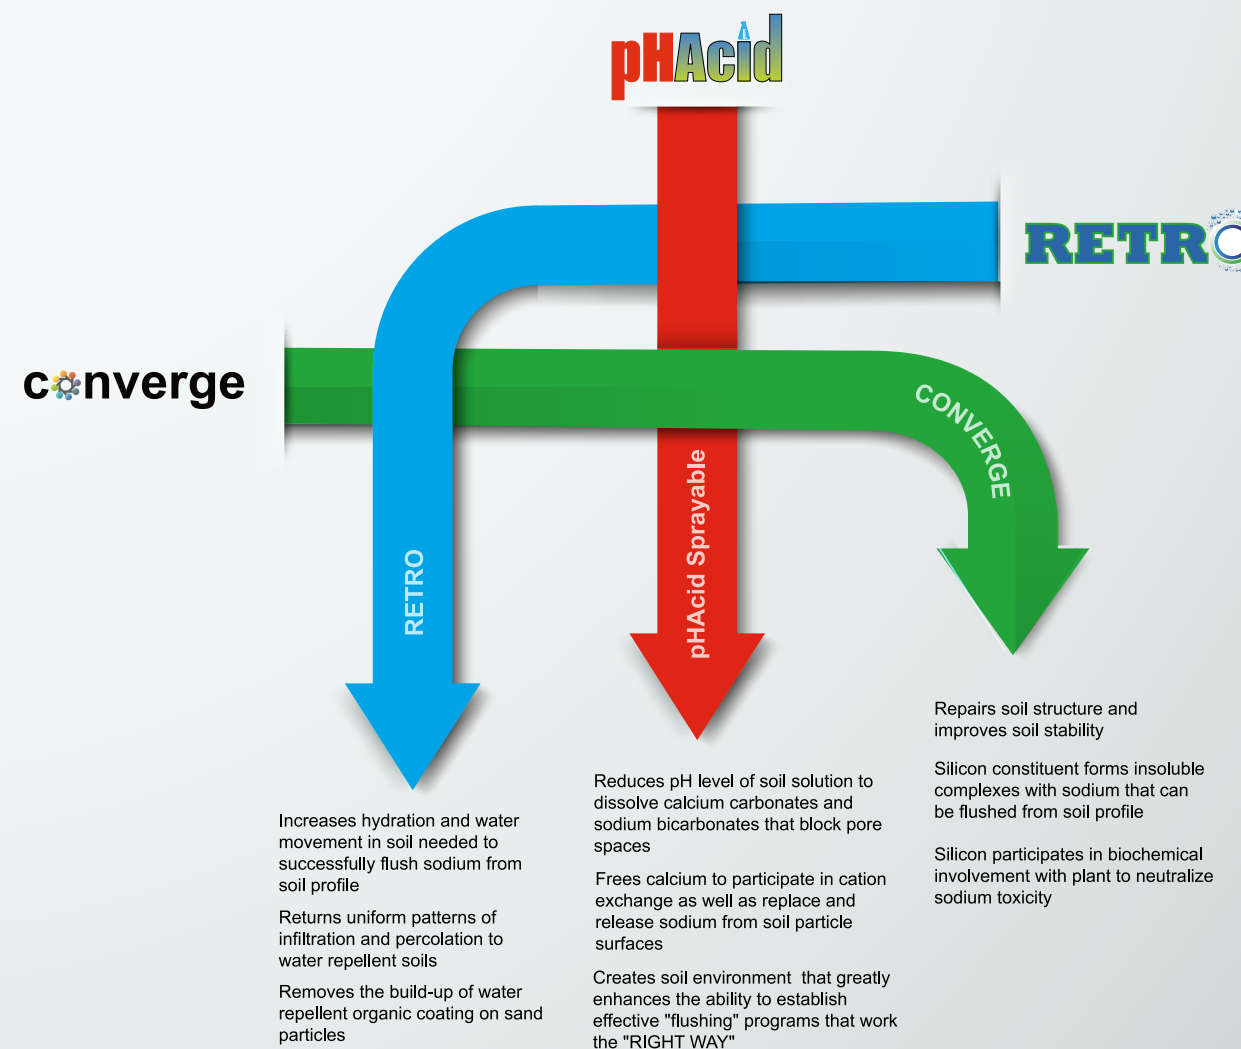 pHAcid
RETRO
converge
CONVERGE
pHAcid Sprayable
RETRO
Increases hydration and water
movement in soil needed to
successfully flush sodium from
soil profile
Returns uniform patterns of
infiltration and percolation to
water repellent soils
Removes the build-up of water
repellent organic coating on sand
particles
Reduces pH level of soil solution to
dissolve calcium carbonates and
sodium bicarbonates that block pore
spaces
Frees calcium to participate in cation
exchange as well as replace and
release sodium from soil particle
surfaces
Creates soil environment that greatly
enhances the ability to establish
effective "flushing" programs that work
the "RIGHT WAY"
Repairs soil structure and
improves soil stability
Silicon constituent forms insoluble
complexes with sodium that can
be flushed from soil profile
Silicon participates in biochemical
involvement with plant to neutralize
sodium toxicity